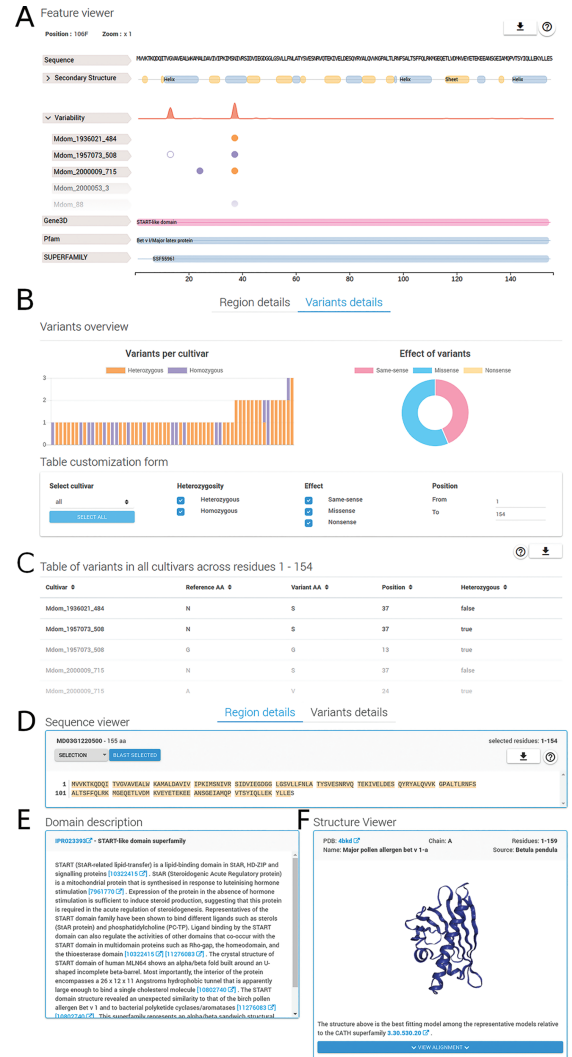 A Feature viewer
Position : 106F Zoom : x 1
Sequence
> Secondary Structure Helix Helix Sheet Helix
Variability
Mdom_1936021_484
Mdom_1957073_508
Mdom_2000009_715
Mdom_2000053_3
Mdom_88
Gene3D START-like domain
Pfam Bet v I/Major latex protein
SUPERFAMILY SSF55961
20 40 60 80 100 120 140
B Region details Variants details
Variants overview
Variants per cultivar Effect of variants
Heterozygous Homozygous Same-sense Missense Nonsense
3
2
1
0
Table customization form
Select cultivar Heterozygosity Effect Position
all Heterozygous Same-sense From 1
SELECT ALL Homozygous Missense To 154
Nonsense
C Table of variants in all cultivars across residues 1 - 154
Cultivar Reference AA Variant AA Position Heterozygous
Mdom_1936021_484 N S 37 false
Mdom_1957073_508 N S 37 true
Mdom_1957073_508 G G 13 true
Mdom_2000009_715 N S 37 false
Mdom_2000009_715 A V 24 true
D Sequence viewer Region details Variants details
MD03G1220500 - 155 aa selected residues: 1-154
SELECTION BLAST SELECTED
1 MVVKTKQDQI TVGVAVEALW KAMALDAVIV IPKIMSNIVR SIDVIEGDGG LGSVLLFNLA TYSVESNRVQ TEKIVELDES QYRYALQVVK GPALTLRNFS
101 ALTSFFQLRK MGEQETLVDM KVEYETEKEE ANSGEIAMQP VTSYIQLLEK YLLES
E Domain description
IPR023393 - START-like domain superfamily
START (StAR-related lipid-transfer) is a lipid-binding domain in StAR, HD-ZIP and
signalling proteins [10322415] . StAR (Steroidogenic Acute Regulatory protein)
is a mitochondrial protein that is synthesised in response to luteinising hormone
stimulation [7961770] . Expression of the protein in the absence of hormone
stimulation is sufficient to induce steroid production, suggesting that this protein
is required in the acute regulation of steroidogenesis. Representatives of the
START domain family have been shown to bind different ligands such as sterols
(StAR protein) and phosphatidylcholine (PC-TP). Ligand binding by the START
domain can also regulate the activities of other domains that co-occur with the
START domain in multidomain proteins such as Rho-gap, the homeodomain, and
the thioesterase domain [10322415] [11276083] . The crystal structure of
START domain of human MLN64 shows an alpha/beta fold built around an U-
shaped incomplete beta-barrel. Most importantly, the interior of the protein
encompasses a 26 x 12 x 11 Angstroms hydrophobic tunnel that is apparently
large enough to bind a single cholesterol molecule [10802740] . The START
domain structure revealed an unexpected similarity to that of the birch pollen
allergen Bet v 1 and to bacterial polyketide cyclases/aromatases [11276083]
[10802740] . This superfamily represents an alpha/beta sandwich structural
F Structure Viewer
PDB: 4bkd Chain: A Residues: 1-159
Name: Major pollen allergen bet v 1-a Source: Betula pendula
The structure above is the best fitting model among the representative models relative
to the CATH superfamily 3.30.530.20 .
VIEW ALIGNMENT